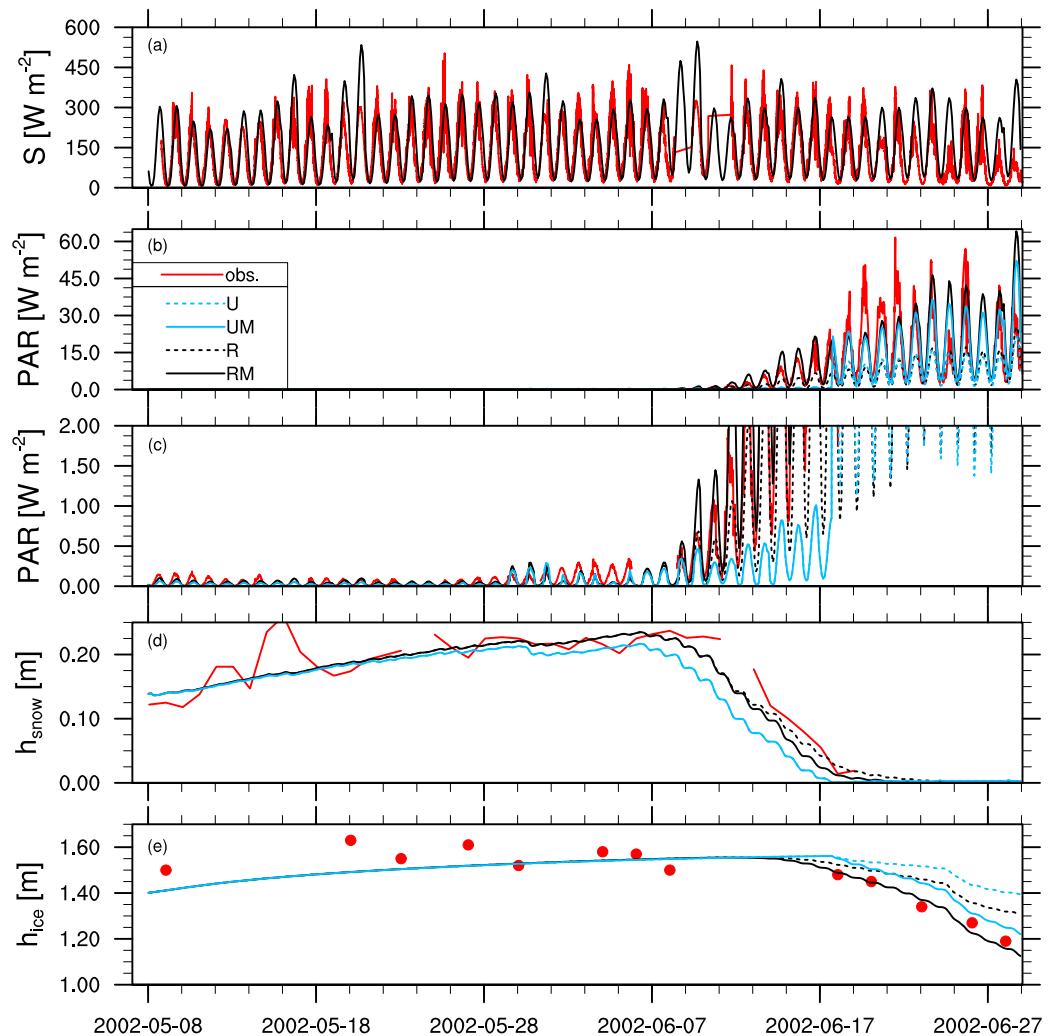 (a)
S [W m-2]
600
450
300
150
0
(b)
PAR [W m-2]
60.0
45.0
30.0
15.0
0.0
obs.
U
UM
R
RM
(c)
PAR [W m-2]
2.00
1.50
1.00
0.50
0.00
(d)
hsnow [m]
0.20
0.10
0.00
(e)
hice [m]
1.60
1.40
1.20
1.00
2002-05-08 2002-05-18 2002-05-28 2002-06-07 2002-06-17 2002-06-27